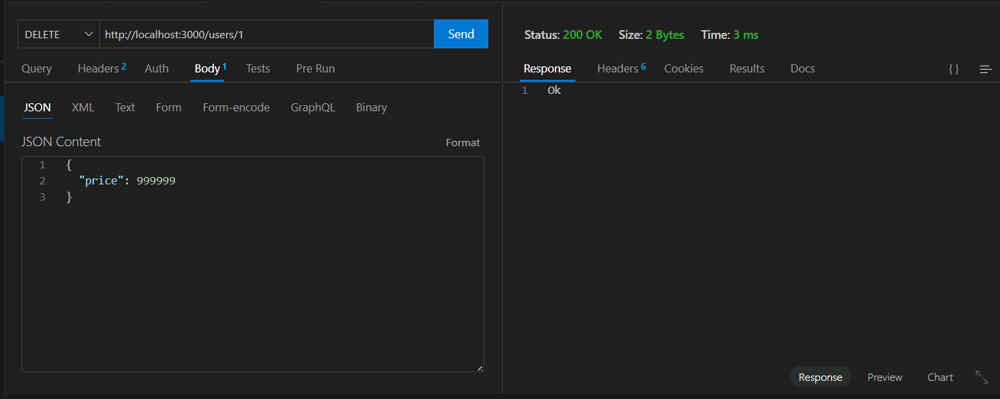 DELETE http://localhost:3000/users/1 Send
Query Headers 2 Auth Body 1 Tests Pre Run
JSON XML Text Form Form-encode GraphQL Binary
JSON Content Format
1 {
2 "price": 999999
3 }
Status: 200 OK Size: 2 Bytes Time: 3 ms
Response Headers 6 Cookies Results Docs { }
1 Ok
Response Preview Chart